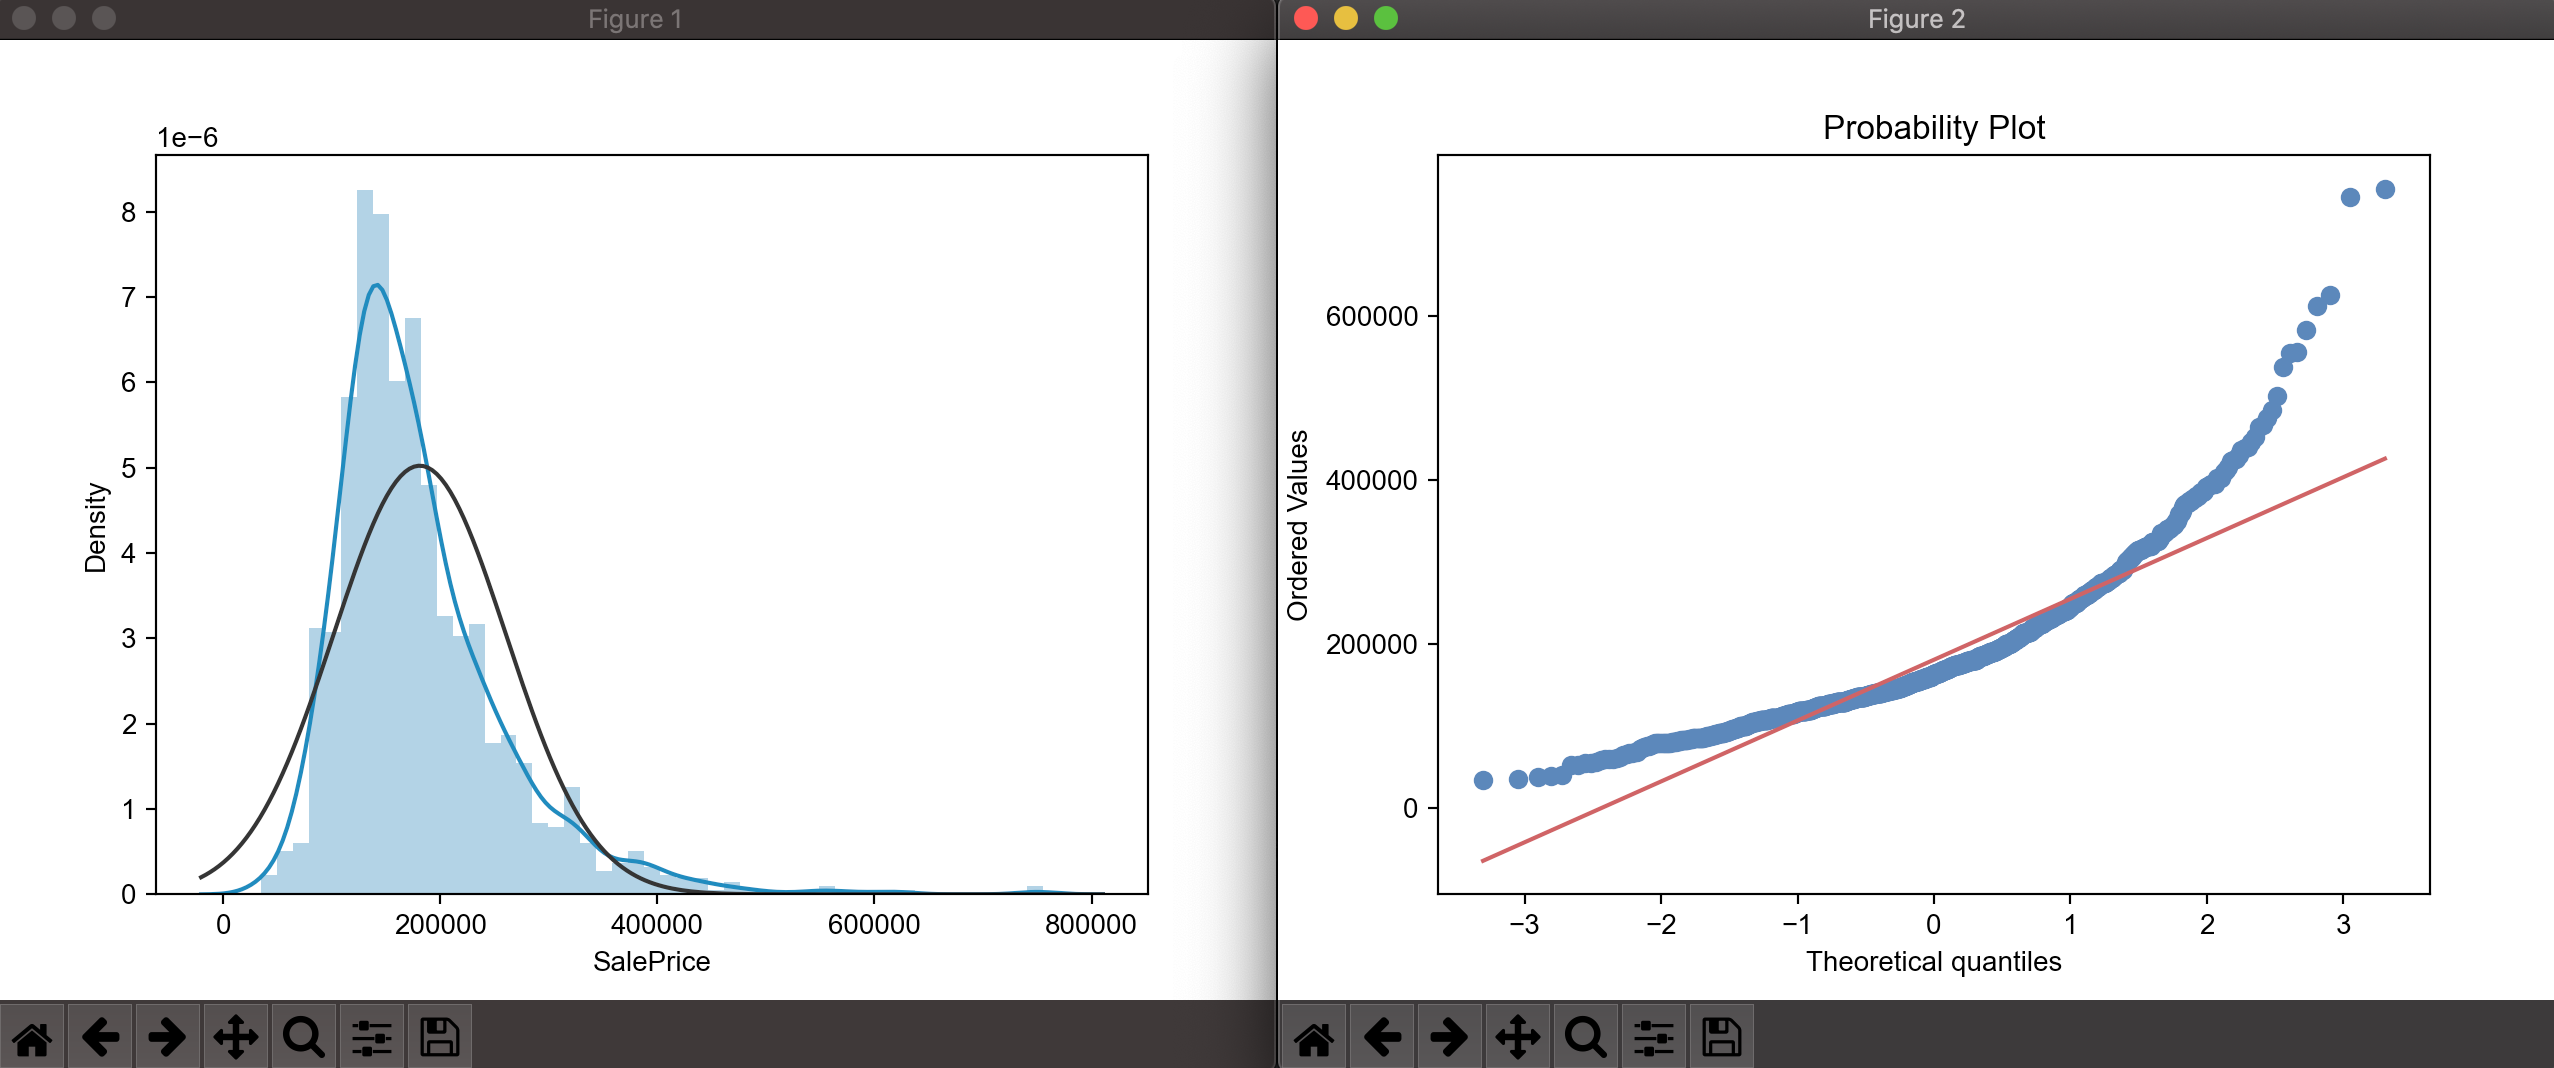 Figure 1
1e−6
8
7
6
5
4
3
2
1
0
Density
0 200000 400000 600000 800000
SalePrice
Figure 2
Probability Plot
600000
400000
200000
0
Ordered Values
−3 −2 −1 0 1 2 3
Theoretical quantiles